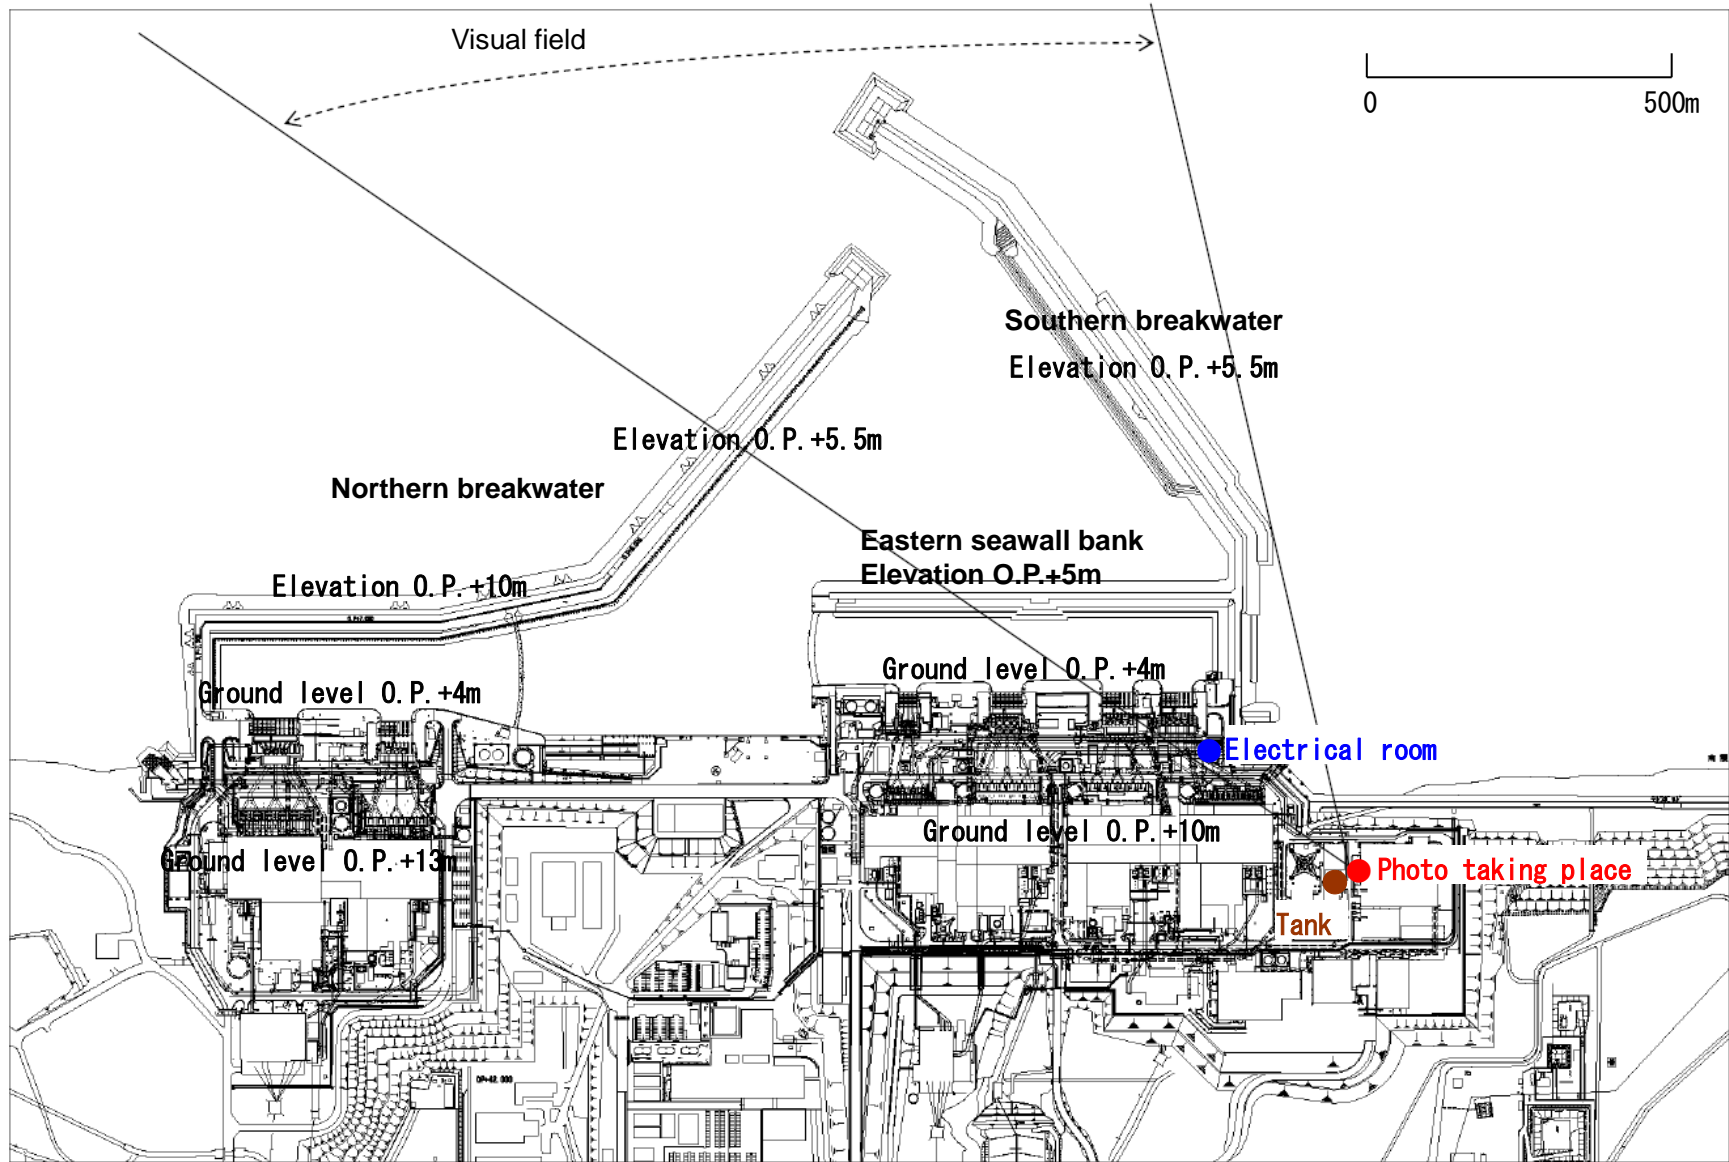 Visual field
0
500m
Southern breakwater
Elevation O.P.+5.5m
Elevation O.P.+5.5m
Northern breakwater
Eastern seawall bank
Elevation O.P.+5m
Elevation O.P.+10m
Ground level O.P.+4m
Ground level O.P.+4m
Electrical room
Ground level O.P.+10m
Ground level O.P.+13m
Photo taking place
Tank